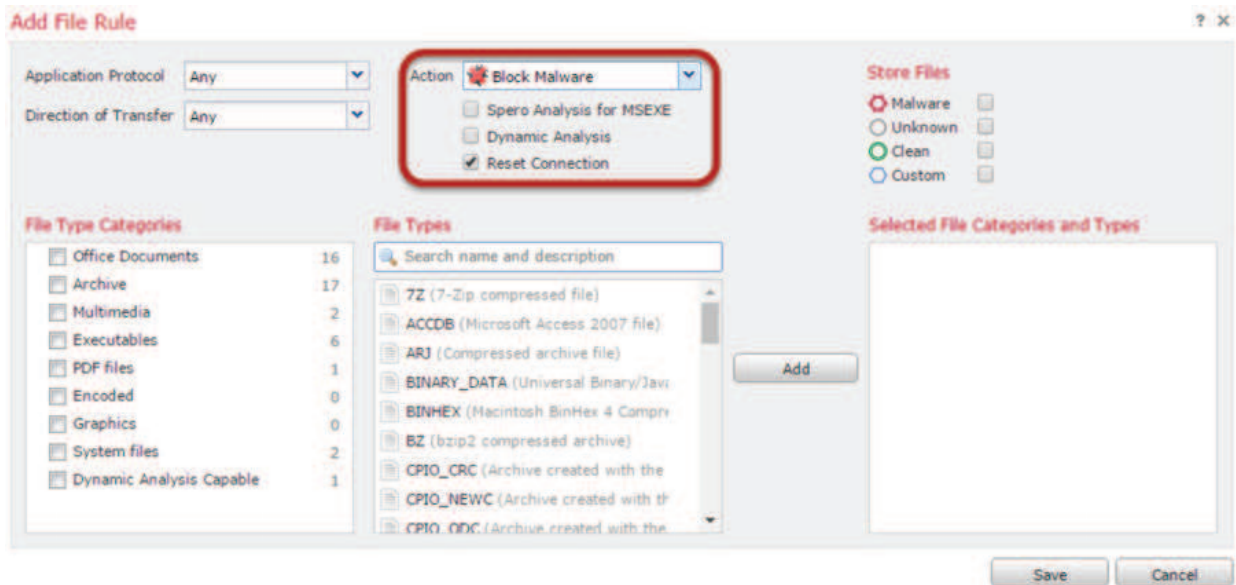 Add File Rule
? ×
Application Protocol Any
Direction of Transfer Any
Action Block Malware
Spero Analysis for MSEXE
Dynamic Analysis
Reset Connection
Store Files
Malware
Unknown
Clean
Custom
File Type Categories
Office Documents 16
Archive 17
Multimedia 2
Executables 6
PDF files 1
Encoded 0
Graphics 0
System files 2
Dynamic Analysis Capable 1
File Types
Search name and description
7Z (7-Zip compressed file)
ACCDB (Microsoft Access 2007 file)
ARJ (Compressed archive file)
BINARY_DATA (Universal Binary/Java
BINHEX (Macintosh BinHex 4 Compre
BZ (bzip2 compressed archive)
CPIO_CRC (Archive created with the
CPIO_NEWC (Archive created with th
CPIO_ODC (Archive created with the
Add
Selected File Categories and Types
Save Cancel